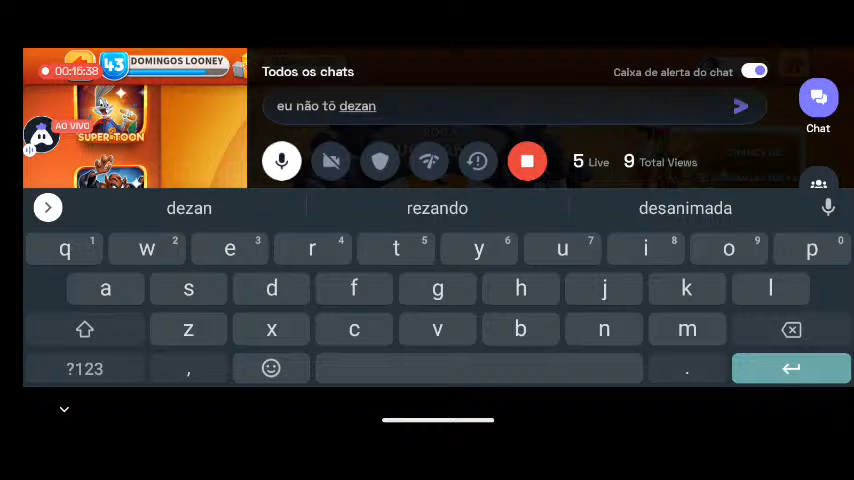 43
DOMINGOS LOONEY
00:15:38
Todos os chats
Caixa de alerta do chat
eu não tô dezan
AO VIVO
SUPER-TOON
Chat
5 Live 9 Total Views
dezan rezando desanimada
q 1 w 2 e 3 r 4 t 5 y 6 u 7 i 8 o 9 p 0
a s d f g h j k l
z x c v b n m
?123 , .